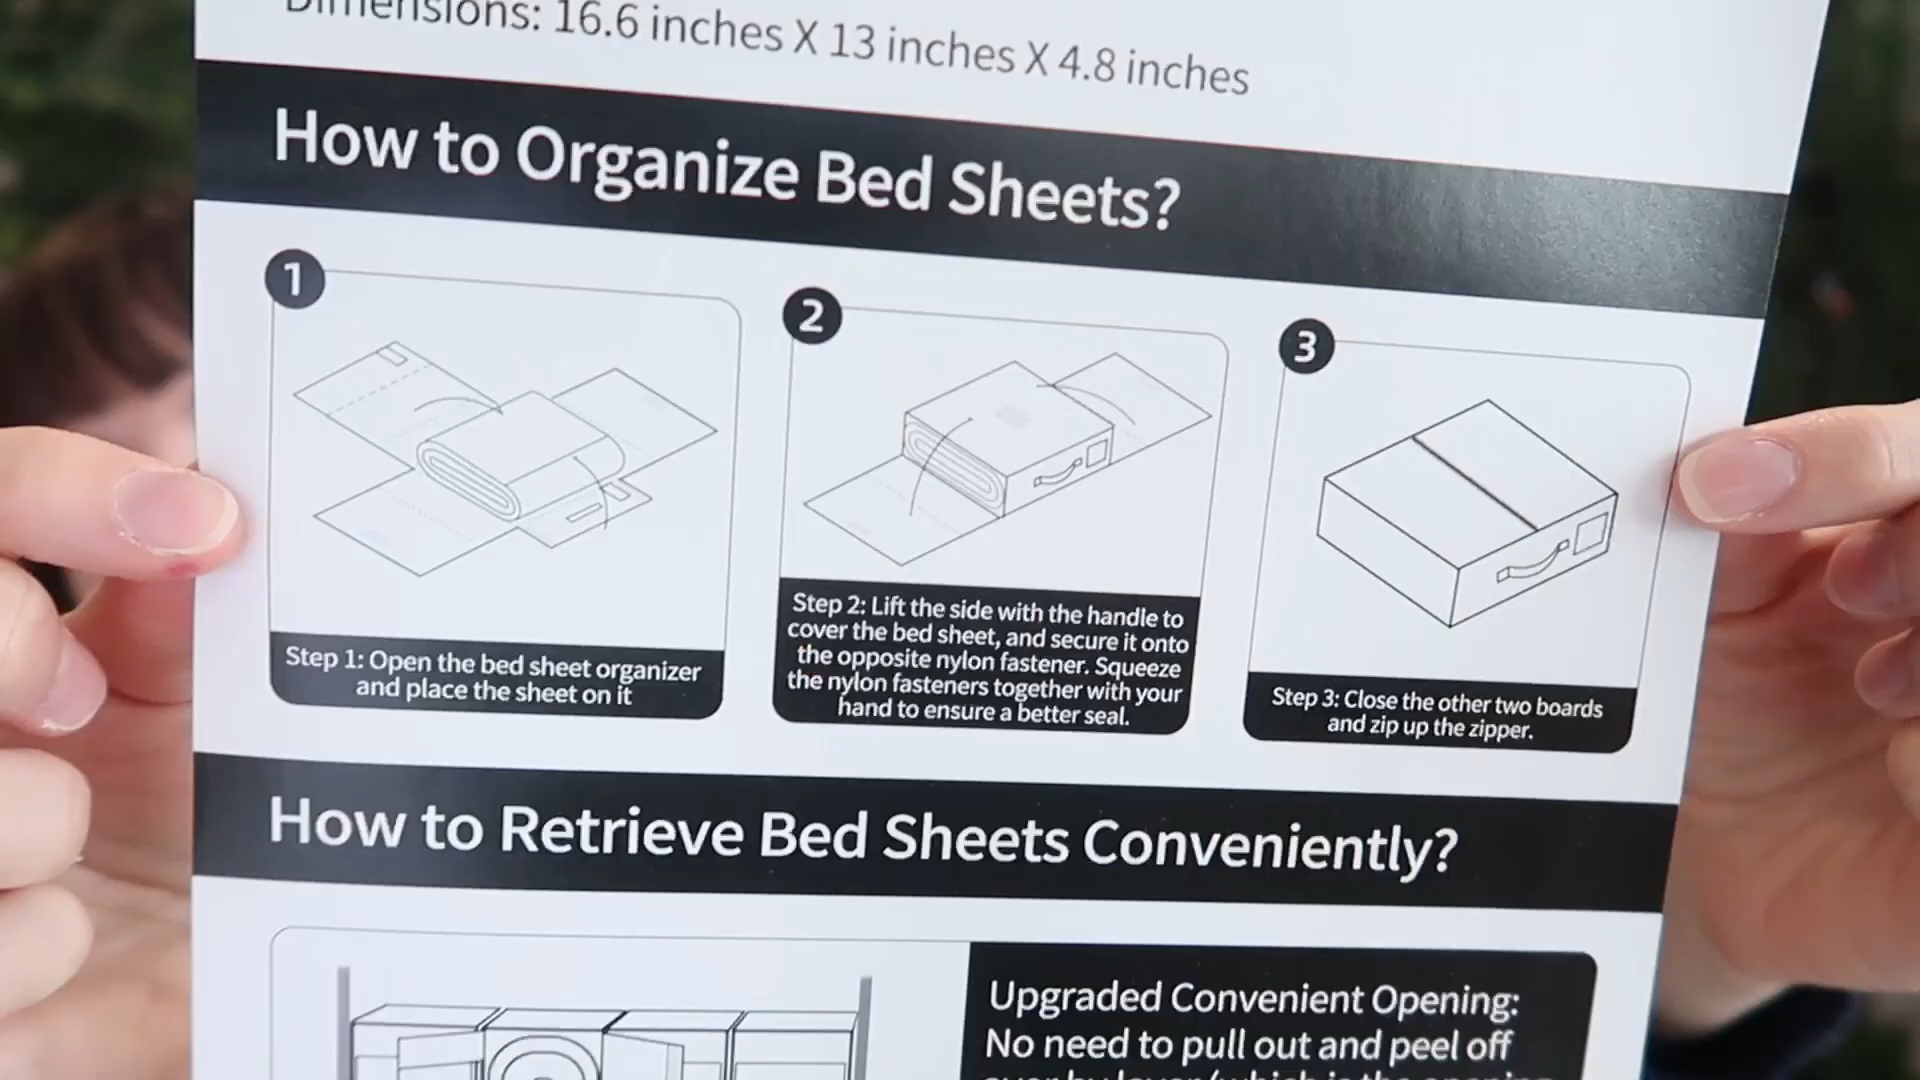 Dimensions: 16.6 inches X 13 inches X 4.8 inches
How to Organize Bed Sheets?
1
2
3
Step 1: Open the bed sheet organizer
and place the sheet on it
Step 2: Lift the side with the handle to
cover the bed sheet, and secure it onto
the opposite nylon fastener. Squeeze
the nylon fasteners together with your
hand to ensure a better seal.
Step 3: Close the other two boards
and zip up the zipper.
How to Retrieve Bed Sheets Conveniently?
Upgraded Convenient Opening:
No need to pull out and peel off